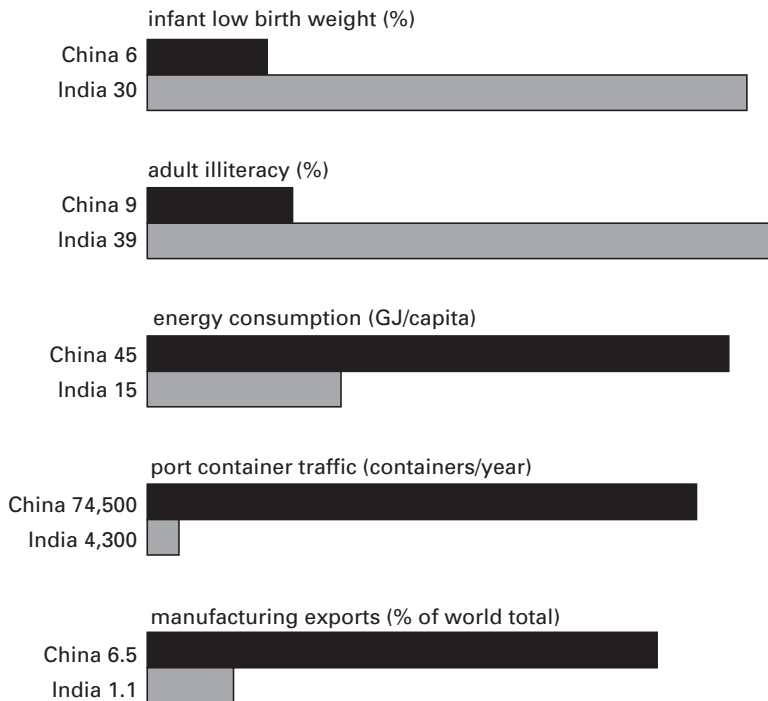 infant low birth weight (%)
China 6
India 30
adult illiteracy (%)
China 9
India 39
energy consumption (GJ/capita)
China 45
India 15
port container traffic (containers/year)
China 74,500
India 4,300
manufacturing exports (% of world total)
China 6.5
India 1.1